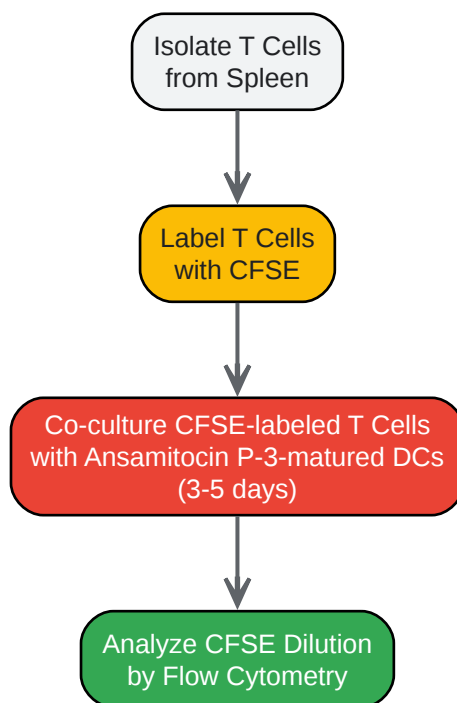 Isolate T Cells
from Spleen
Label T Cells
with CFSE
Co-culture CFSE-labeled T Cells
with Ansamitocin P-3-matured DCs
(3-5 days)
Analyze CFSE Dilution
by Flow Cytometry